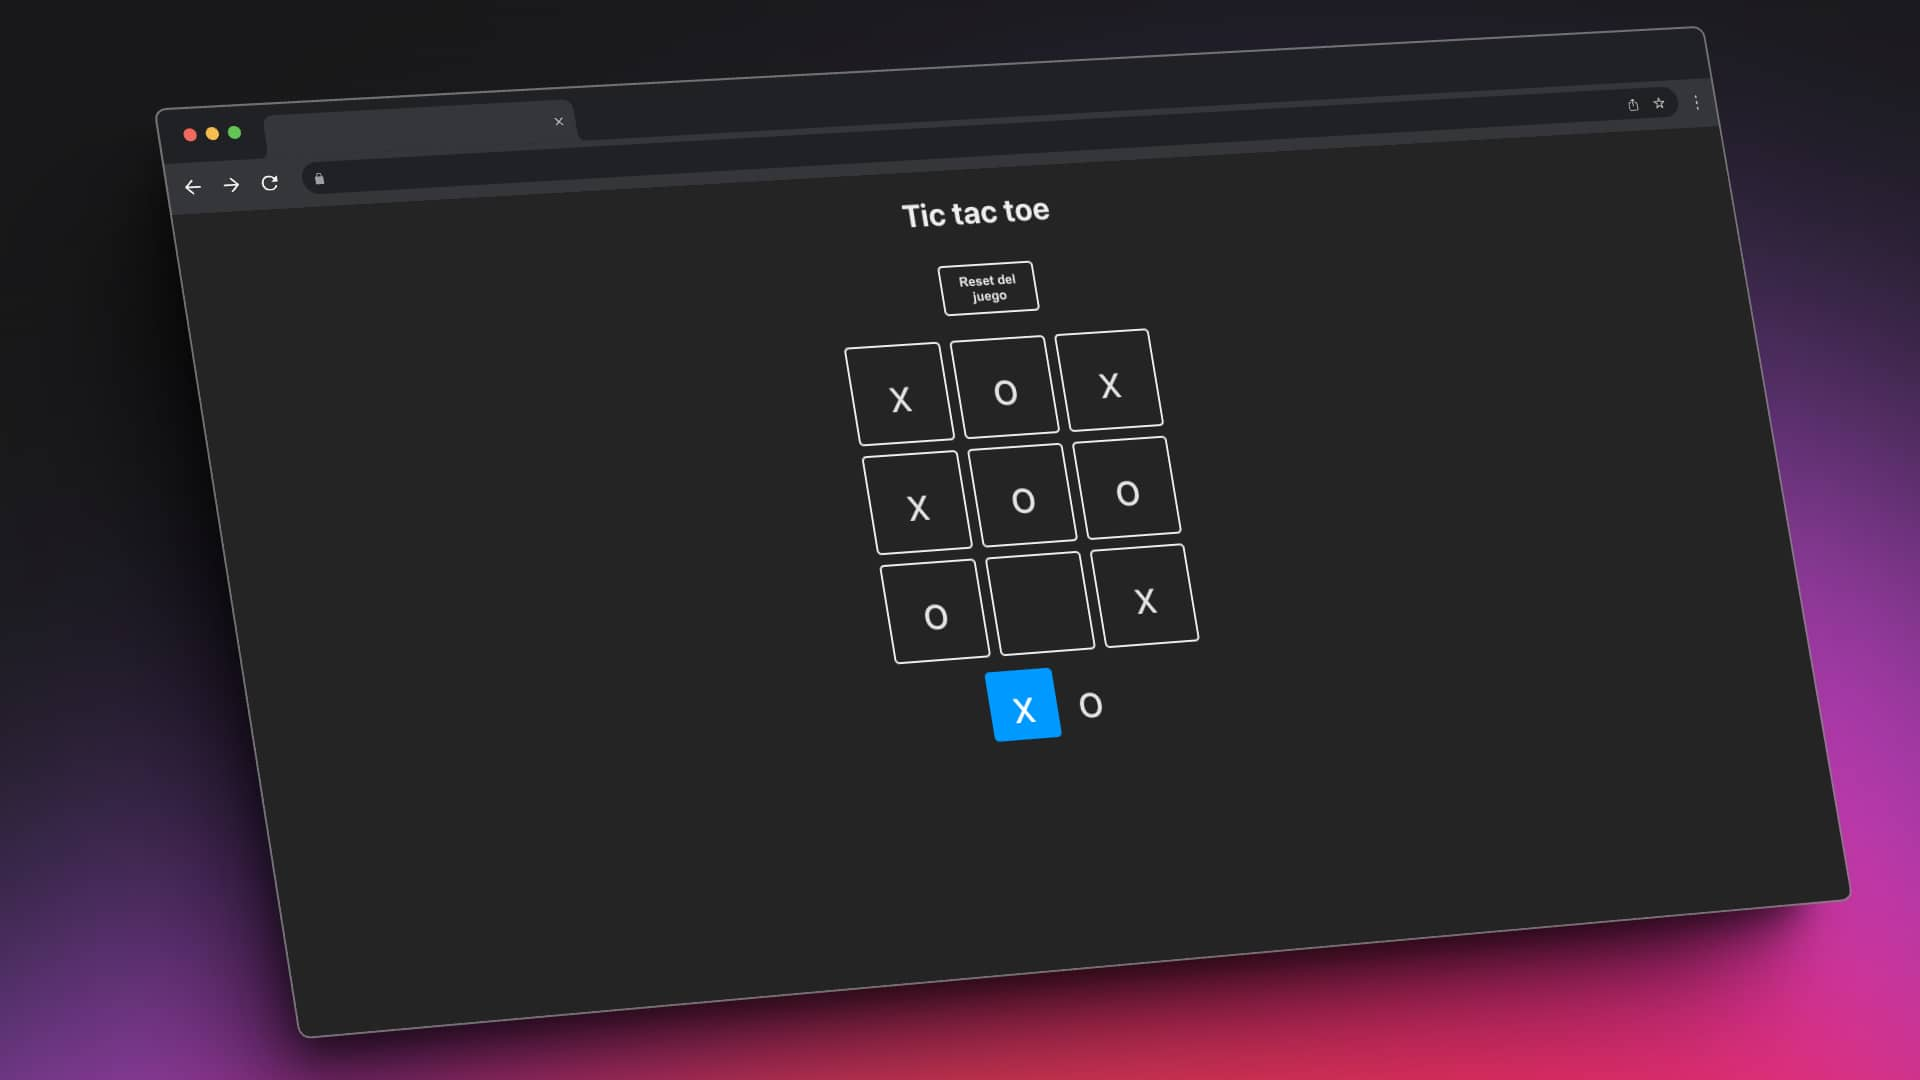 Tic tac toe
Reset del
juego
X O X
X O O
O X
X O